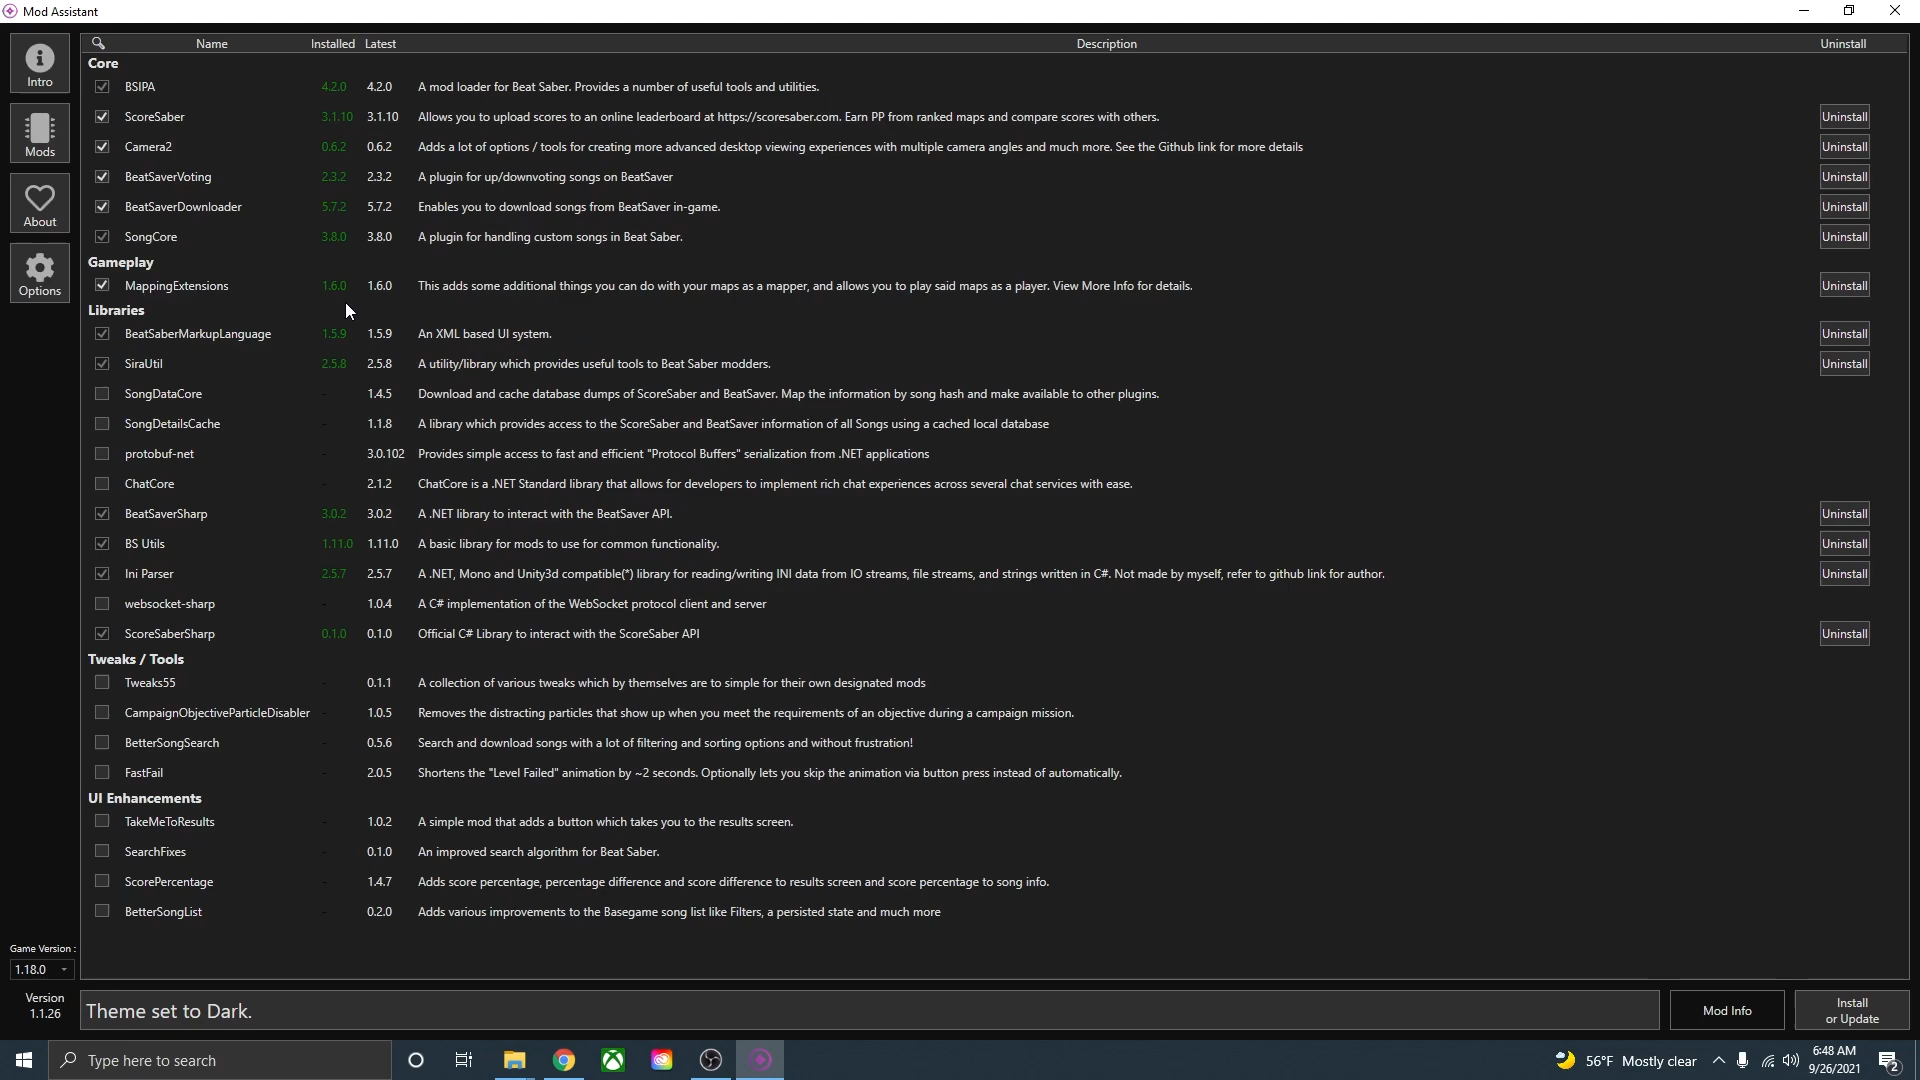 Mod Assistant
Name Installed Latest Description Uninstall
Core
BSIPA 4.2.0 4.2.0 A mod loader for Beat Saber. Provides a number of useful tools and utilities.
ScoreSaber 3.1.10 3.1.10 Allows you to upload scores to an online leaderboard at https://scoresaber.com. Earn PP from ranked maps and compare scores with others. Uninstall
Camera2 0.6.2 0.6.2 Adds a lot of options / tools for creating more advanced desktop viewing experiences with multiple camera angles and much more. See the Github link for more details Uninstall
BeatSaverVoting 2.3.2 2.3.2 A plugin for up/downvoting songs on BeatSaver Uninstall
BeatSaverDownloader 5.7.2 5.7.2 Enables you to download songs from BeatSaver in-game. Uninstall
SongCore 3.8.0 3.8.0 A plugin for handling custom songs in Beat Saber. Uninstall
Gameplay
MappingExtensions 1.6.0 1.6.0 This adds some additional things you can do with your maps as a mapper, and allows you to play said maps as a player. View More Info for details. Uninstall
Libraries
BeatSaberMarkupLanguage 1.5.9 1.5.9 An XML based UI system. Uninstall
SiraUtil 2.5.8 2.5.8 A utility/library which provides useful tools to Beat Saber modders. Uninstall
SongDataCore - 1.4.5 Download and cache database dumps of ScoreSaber and BeatSaver. Map the information by song hash and make available to other plugins.
SongDetailsCache - 1.1.8 A library which provides access to the ScoreSaber and BeatSaver information of all Songs using a cached local database
protobuf-net - 3.0.102 Provides simple access to fast and efficient "Protocol Buffers" serialization from .NET applications
ChatCore - 2.1.2 ChatCore is a .NET Standard library that allows for developers to implement rich chat experiences across several chat services with ease.
BeatSaverSharp 3.0.2 3.0.2 A .NET library to interact with the BeatSaver API. Uninstall
BS Utils 1.11.0 1.11.0 A basic library for mods to use for common functionality. Uninstall
Ini Parser 2.5.7 2.5.7 A .NET, Mono and Unity3d compatible(*) library for reading/writing INI data from IO streams, file streams, and strings written in C#. Not made by myself, refer to github link for author. Uninstall
websocket-sharp - 1.0.4 A C# implementation of the WebSocket protocol client and server
ScoreSaberSharp 0.1.0 0.1.0 Official C# Library to interact with the ScoreSaber API Uninstall
Tweaks / Tools
Tweaks55 - 0.1.1 A collection of various tweaks which by themselves are to simple for their own designated mods
CampaignObjectiveParticleDisabler - 1.0.5 Removes the distracting particles that show up when you meet the requirements of an objective during a campaign mission.
BetterSongSearch - 0.5.6 Search and download songs with a lot of filtering and sorting options and without frustration!
FastFail - 2.0.5 Shortens the "Level Failed" animation by ~2 seconds. Optionally lets you skip the animation via button press instead of automatically.
UI Enhancements
TakeMeToResults - 1.0.2 A simple mod that adds a button which takes you to the results screen.
SearchFixes - 0.1.0 An improved search algorithm for Beat Saber.
ScorePercentage - 1.4.7 Adds score percentage, percentage difference and score difference to results screen and score percentage to song info.
BetterSongList - 0.2.0 Adds various improvements to the Basegame song list like Filters, a persisted state and much more
Intro
Mods
About
Options
Game Version :
1.18.0
Version
1.1.26
Theme set to Dark.
Mod Info
Install
or Update
Type here to search
56°F Mostly clear
6:48 AM
9/26/2021
2